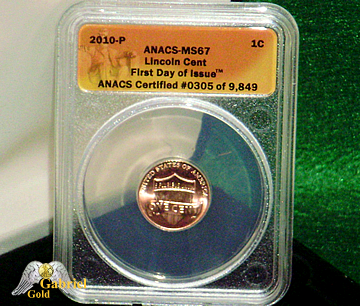 2010-P 1C
ANACS-MS67
Lincoln Cent
First Day of Issue™
ANACS Certified #0305 of 9,849
UNITED STATES OF AMERICA
ONE CENT
Gabriel
Gold